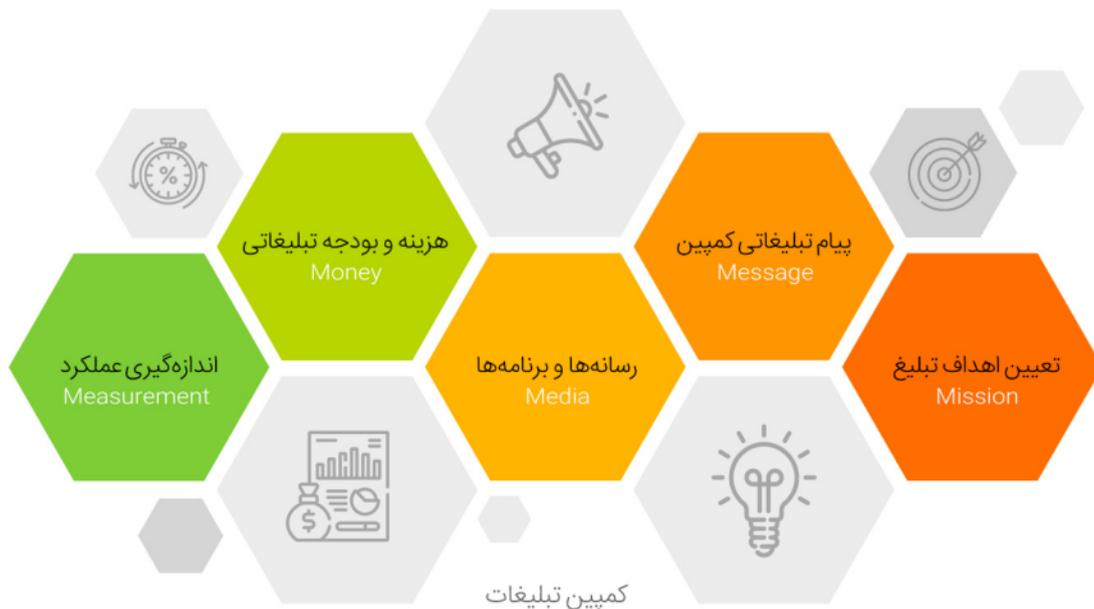 تعیین اهداف تبلیغ
Mission
پیام تبلیغاتی کمپین
Message
رسانه‌ها و برنامه‌ها
Media
هزینه و بودجه تبلیغاتی
Money
اندازه‌گیری عملکرد
Measurement
%
$
کمپین تبلیغات